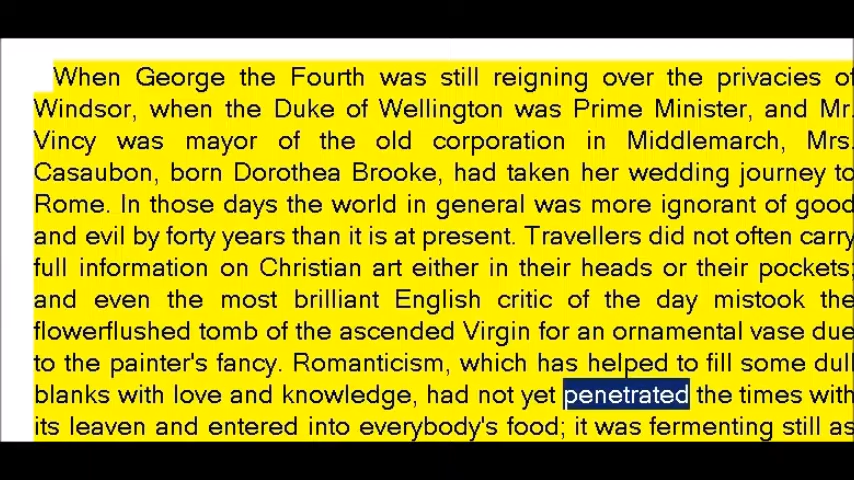 When George the Fourth was still reigning over the privacies of
Windsor, when the Duke of Wellington was Prime Minister, and Mr.
Vincy was mayor of the old corporation in Middlemarch, Mrs.
Casaubon, born Dorothea Brooke, had taken her wedding journey to
Rome. In those days the world in general was more ignorant of good
and evil by forty years than it is at present. Travellers did not often carry
full information on Christian art either in their heads or their pockets;
and even the most brilliant English critic of the day mistook the
flowerflushed tomb of the ascended Virgin for an ornamental vase due
to the painter's fancy. Romanticism, which has helped to fill some dull
blanks with love and knowledge, had not yet penetrated the times with
its leaven and entered into everybody's food; it was fermenting still as